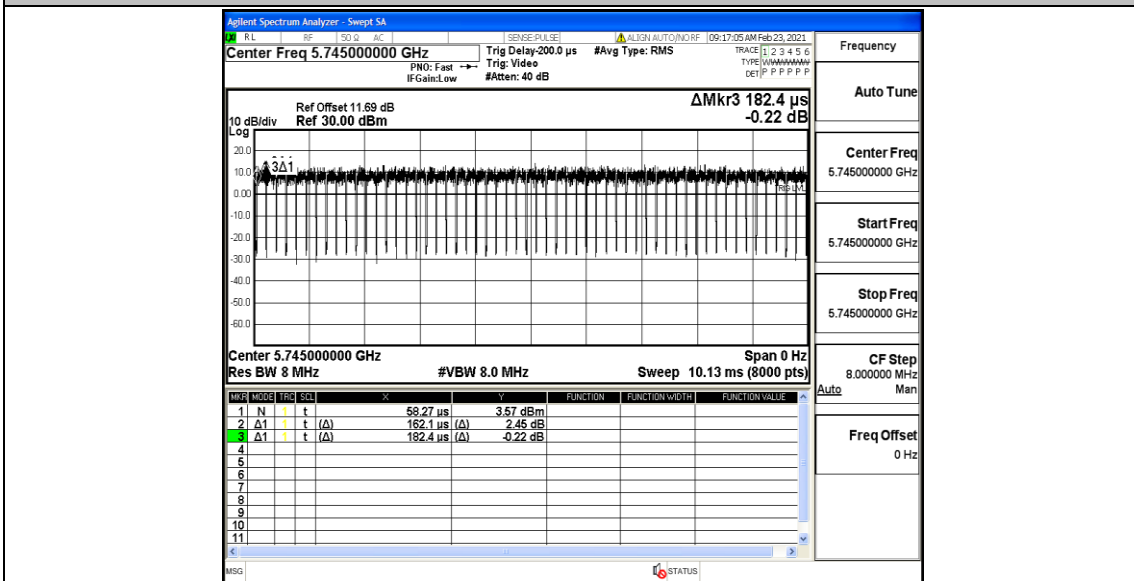 Agilent Spectrum Analyzer - Swept SA
RL RF 50 Ω AC SENSE:PULSE ALIGN AUTO/NO RF 09:17:05 AM Feb 23, 2021
Center Freq 5.745000000 GHz
PNO: Fast
IFGain:Low
Trig Delay-200.0 µs
Trig: Video
#Atten: 40 dB
#Avg Type: RMS
TRACE 1 2 3 4 5 6
TYPE
DET P P P P P P
ΔMkr3 182.4 µs
-0.22 dB
Ref Offset 11.69 dB
10 dB/div Ref 30.00 dBm
Log
20.0
10.0
0.00
-10.0
-20.0
-30.0
-40.0
-50.0
-60.0
3Δ1
TRIG LVL
Center 5.745000000 GHz Span 0 Hz
Res BW 8 MHz #VBW 8.0 MHz Sweep 10.13 ms (8000 pts)
MKR MODE TRC SCL X Y FUNCTION FUNCTION WIDTH FUNCTION VALUE
1 N 1 t 58.27 µs 3.57 dBm
2 Δ1 1 t (Δ) 162.1 µs (Δ) 2.45 dB
3 Δ1 1 t (Δ) 182.4 µs (Δ) -0.22 dB
4
5
6
7
8
9
10
11
MSG STATUS
Frequency
Auto Tune
Center Freq
5.745000000 GHz
Start Freq
5.745000000 GHz
Stop Freq
5.745000000 GHz
CF Step
8.000000 MHz
Auto Man
Freq Offset
0 Hz